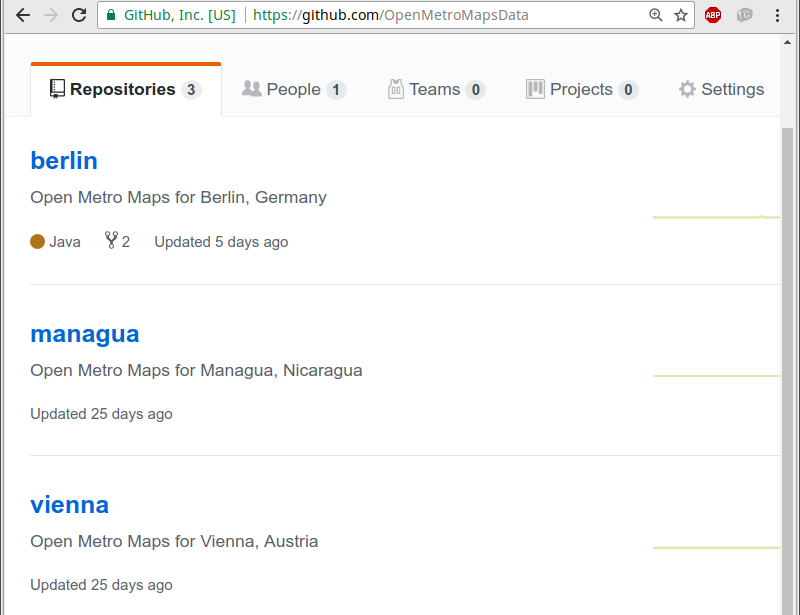 GitHub, Inc. [US] https://github.com/OpenMetroMapsData ABP TG
Repositories 3 People 1 Teams 0 Projects 0 Settings
berlin
Open Metro Maps for Berlin, Germany
Java 2 Updated 5 days ago
managua
Open Metro Maps for Managua, Nicaragua
Updated 25 days ago
vienna
Open Metro Maps for Vienna, Austria
Updated 25 days ago